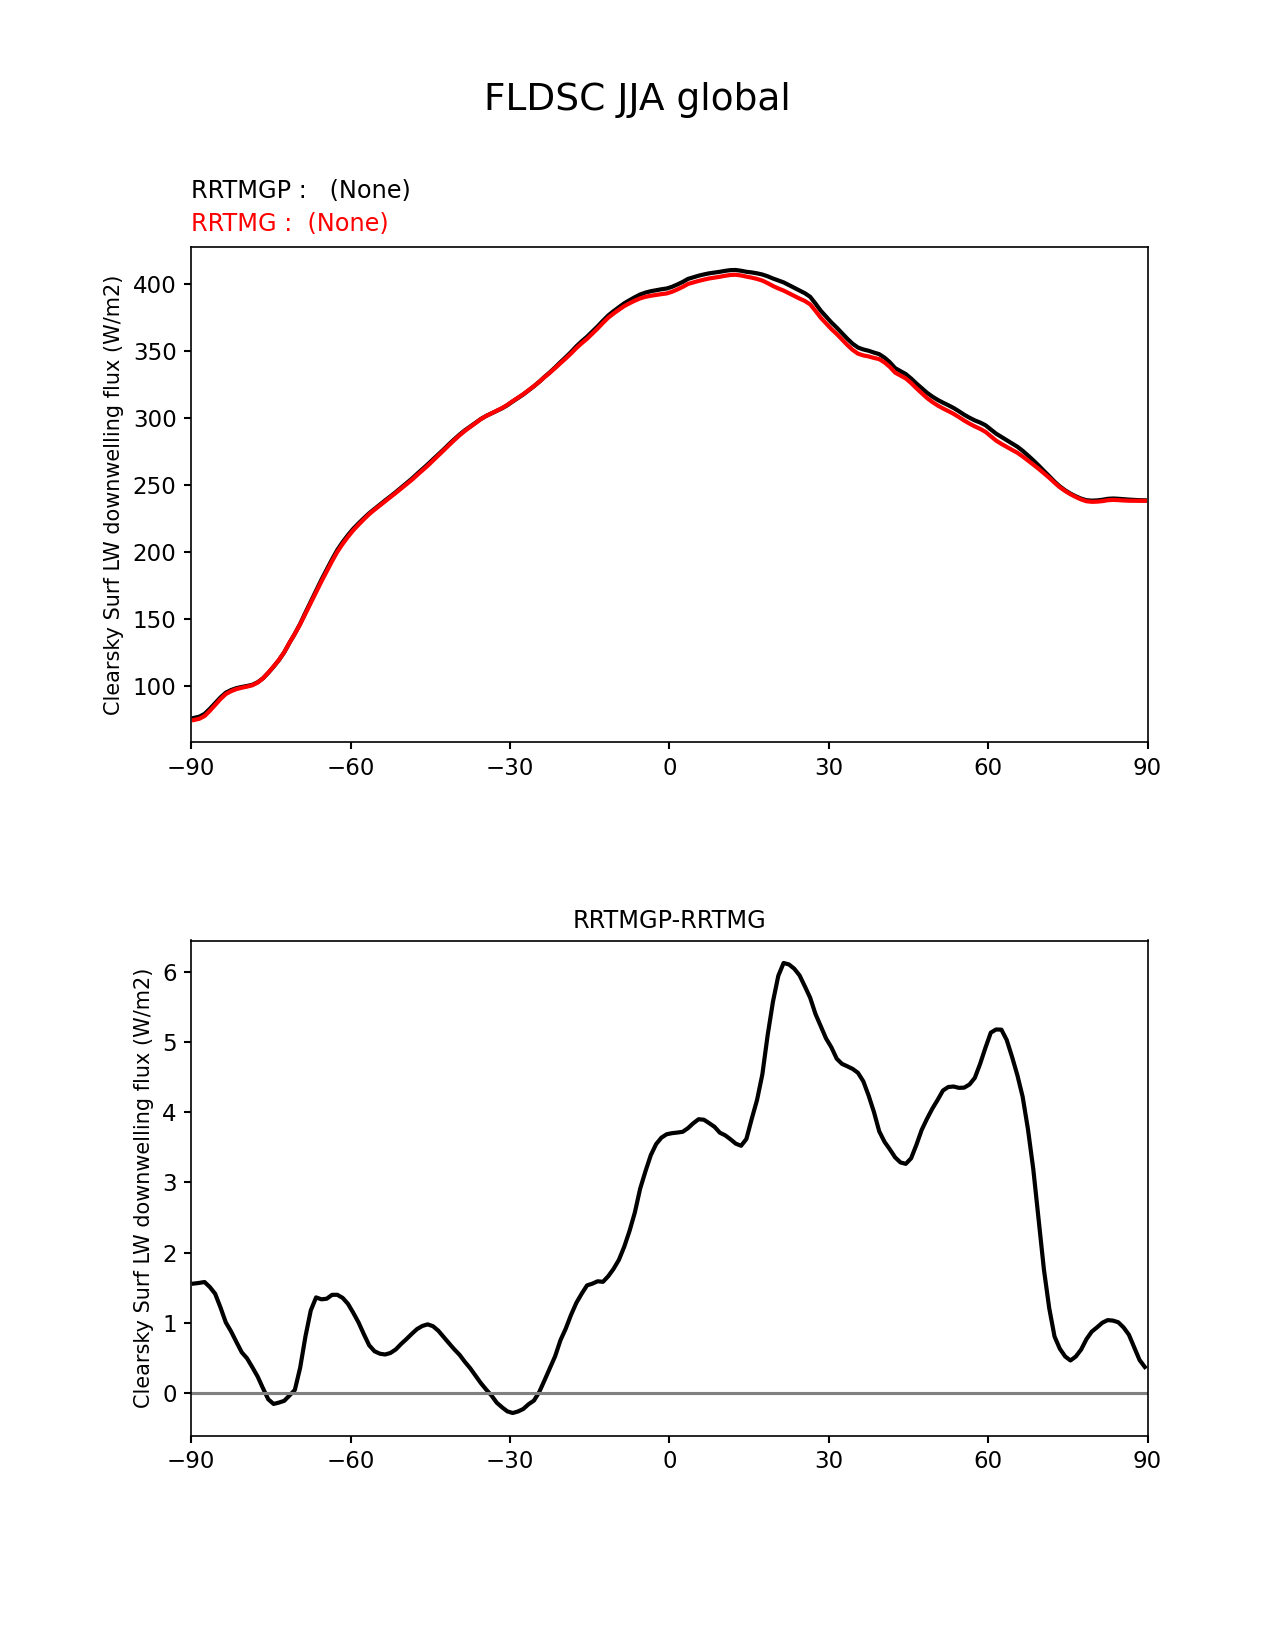 FLDSC JJA global
RRTMGP :   (None)
RRTMG :  (None)
Clearsky Surf LW downwelling flux (W/m2)
400
350
300
250
200
150
100
−90 −60 −30 0 30 60 90
RRTMGP-RRTMG
Clearsky Surf LW downwelling flux (W/m2)
6
5
4
3
2
1
0
−90 −60 −30 0 30 60 90